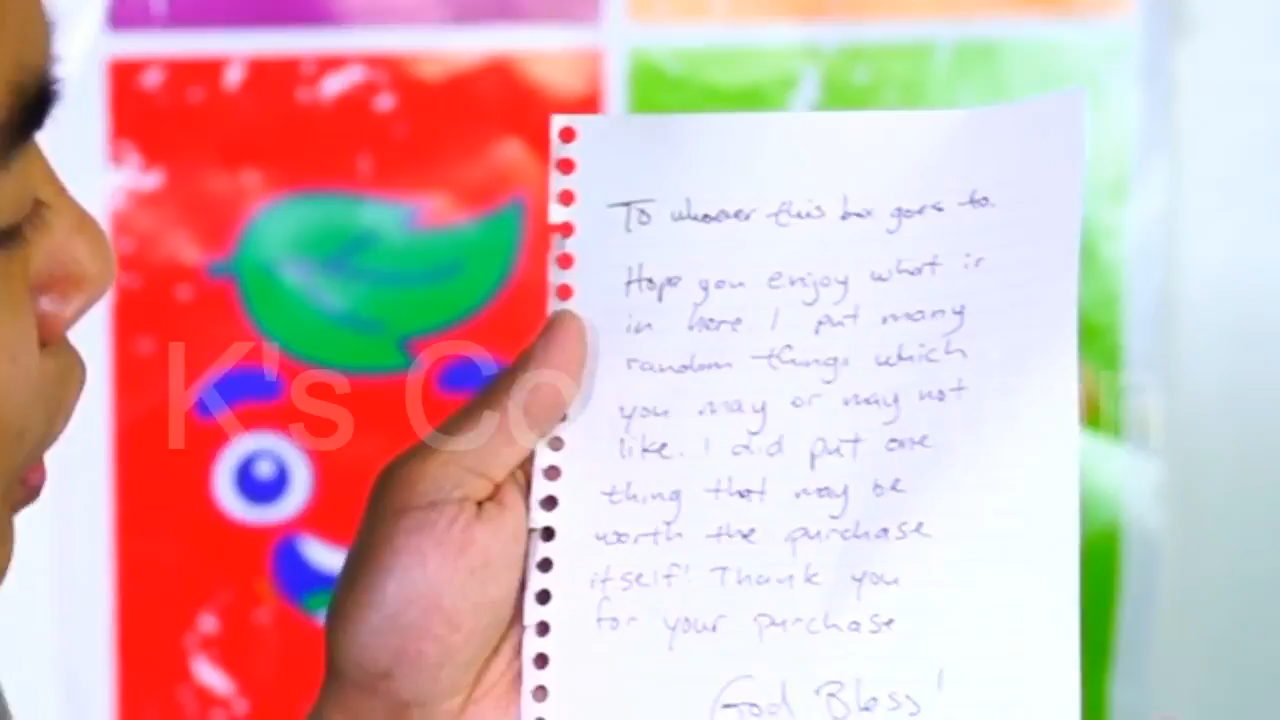 To whoever this box goes to.
Hope you enjoy what is
in here. I put many
random things which
you may or may not
like. I did put one
thing that may be
worth the purchase
itself! Thank you
for your purchase
God Bless!
K's Co